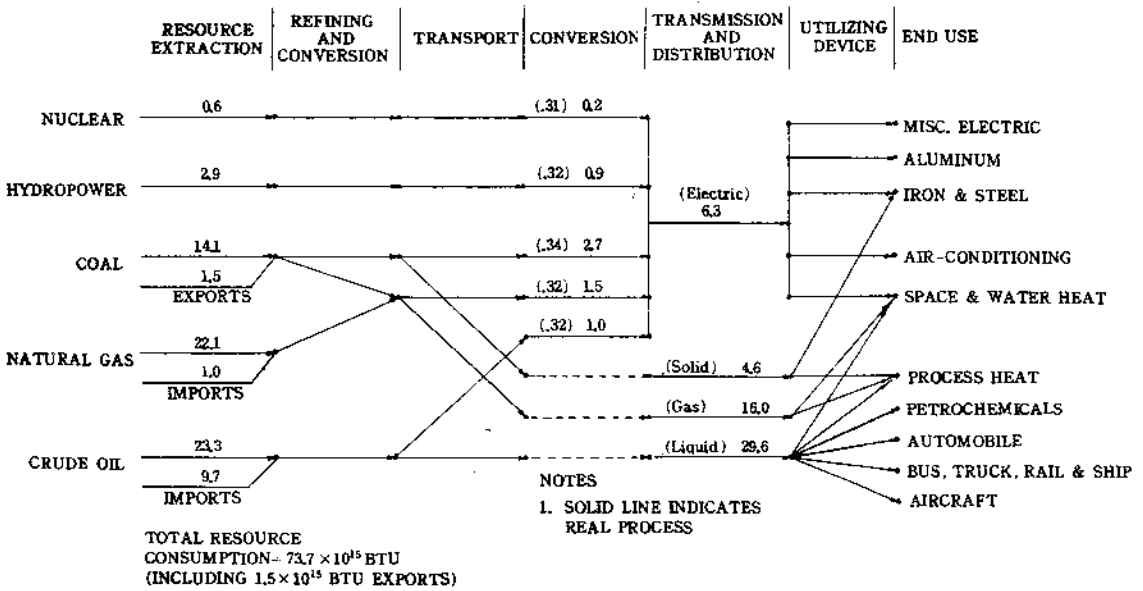 RESOURCE
EXTRACTION
REFINING
AND
CONVERSION
TRANSPORT
CONVERSION
TRANSMISSION
AND
DISTRIBUTION
UTILIZING
DEVICE
END USE
NUCLEAR
0.6
(.31) 0.2
HYDROPOWER
2.9
(.32) 0.9
COAL
14.1
1.5
EXPORTS
(.34) 2.7
(.32) 1.5
(.32) 1.0
NATURAL GAS
22.1
1.0
IMPORTS
CRUDE OIL
23.3
9.7
IMPORTS
(Electric)
6.3
(Solid) 4.6
(Gas) 16.0
(Liquid) 29.6
MISC. ELECTRIC
ALUMINUM
IRON & STEEL
AIR-CONDITIONING
SPACE & WATER HEAT
PROCESS HEAT
PETROCHEMICALS
AUTOMOBILE
BUS, TRUCK, RAIL & SHIP
AIRCRAFT
NOTES
1. SOLID LINE INDICATES
REAL PROCESS
TOTAL RESOURCE
CONSUMPTION– 73.7 × 10¹⁵ BTU
(INCLUDING 1.5 × 10¹⁵ BTU EXPORTS)